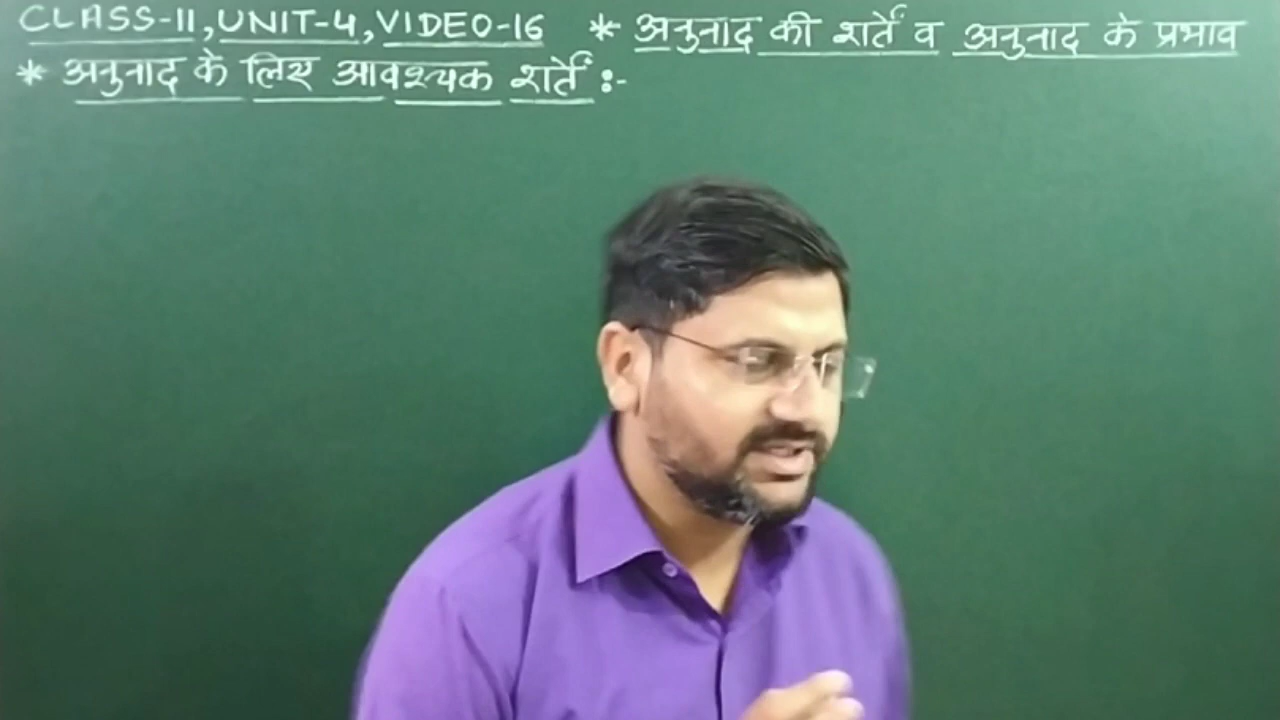 CLASS-11, UNIT-4, VIDEO-16 * अनुनाद की शर्तें व अनुनाद के प्रभाव
* अनुनाद के लिए आवश्यक शर्तें :-